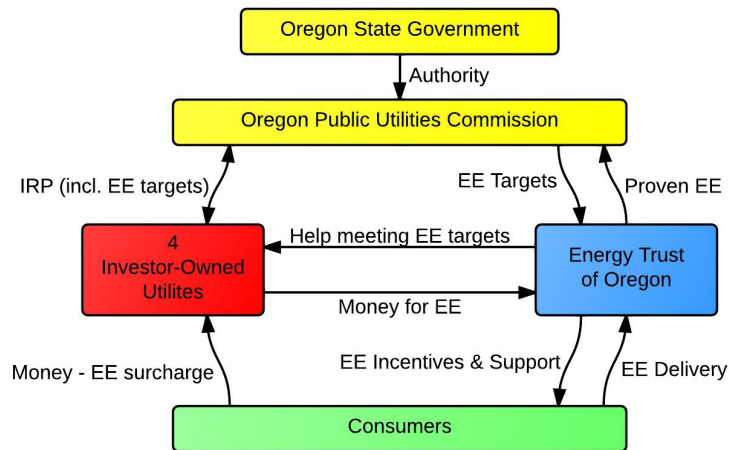 Oregon State Government
Authority
Oregon Public Utilities Commission
IRP (incl. EE targets)
EE Targets
Proven EE
4
Investor-Owned
Utilites
Help meeting EE targets
Energy Trust
of Oregon
Money for EE
Money - EE surcharge
EE Incentives & Support
EE Delivery
Consumers